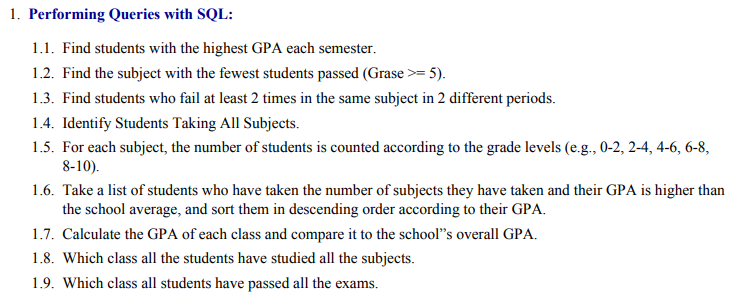 1. Performing Queries with SQL:
1.1. Find students with the highest GPA each semester.
1.2. Find the subject with the fewest students passed (Grase >= 5).
1.3. Find students who fail at least 2 times in the same subject in 2 different periods.
1.4. Identify Students Taking All Subjects.
1.5. For each subject, the number of students is counted according to the grade levels (e.g., 0-2, 2-4, 4-6, 6-8,
8-10).
1.6. Take a list of students who have taken the number of subjects they have taken and their GPA is higher than
the school average, and sort them in descending order according to their GPA.
1.7. Calculate the GPA of each class and compare it to the school"s overall GPA.
1.8. Which class all the students have studied all the subjects.
1.9. Which class all students have passed all the exams.